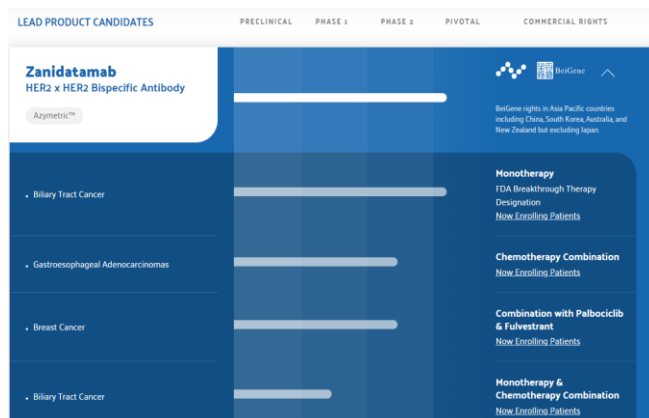 LEAD PRODUCT CANDIDATES
PRECLINICAL
PHASE 1
PHASE 2
PIVOTAL
COMMERCIAL RIGHTS
Zanidatamab
HER2 x HER2 Bispecific Antibody
Azymetric™
BeiGene
BeiGene rights in Asia Pacific countries
including China, South Korea, Australia, and
New Zealand but excluding Japan.
• Biliary Tract Cancer
Monotherapy
FDA Breakthrough Therapy
Designation
Now Enrolling Patients
• Gastroesophageal Adenocarcinomas
Chemotherapy Combination
Now Enrolling Patients
• Breast Cancer
Combination with Palbociclib
& Fulvestrant
Now Enrolling Patients
• Biliary Tract Cancer
Monotherapy &
Chemotherapy Combination
Now Enrolling Patients